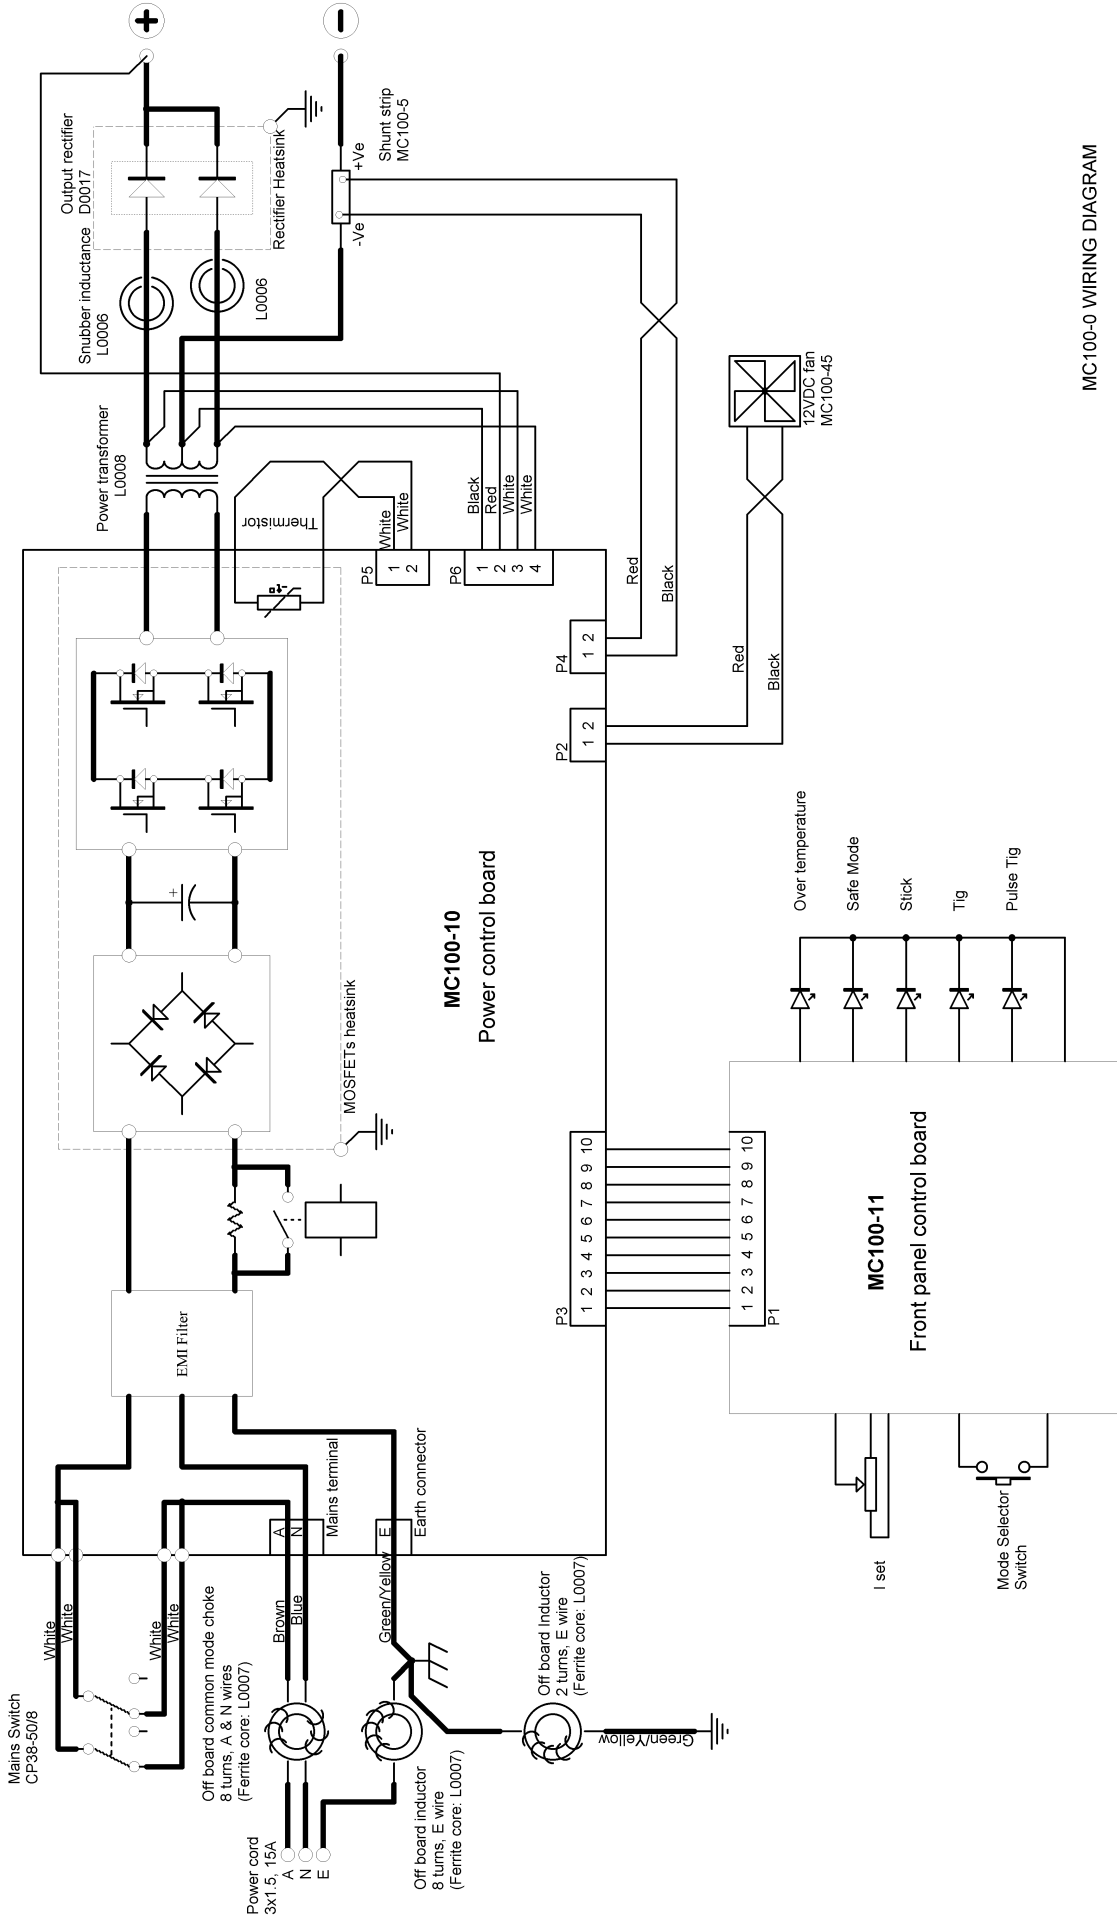 Mains Switch
CP38-50/8
White
White
White
White
Off board common mode choke
8 turns, A & N wires
(Ferrite core: L0007)
Power cord
3x1.5, 15A
A
N
E
Brown
Blue
A
N
Mains terminal
Green/Yellow
E
Earth connector
Off board inductor
8 turns, E wire
(Ferrite core: L0007)
Off board Inductor
2 turns, E wire
(Ferrite core: L0007)
Green/Yellow
EMI Filter
MOSFETs heatsink
+
MC100-10
Power control board
Thermistor
-t°
P5
1
2
White
White
P6
1
2
3
4
Black
Red
White
White
Power transformer
L0008
Snubber inductance
L0006
L0006
Output rectifier
D0017
Rectifier Heatsink
+
-
Shunt strip
MC100-5
-Ve
+Ve
P4
1 2
Red
Black
P2
1 2
Red
Black
12VDC fan
MC100-45
P3
1 2 3 4 5 6 7 8 9 10
1 2 3 4 5 6 7 8 9 10
P1
MC100-11
Front panel control board
I set
Mode Selector
Switch
Over temperature
Safe Mode
Stick
Tig
Pulse Tig
MC100-0 WIRING DIAGRAM